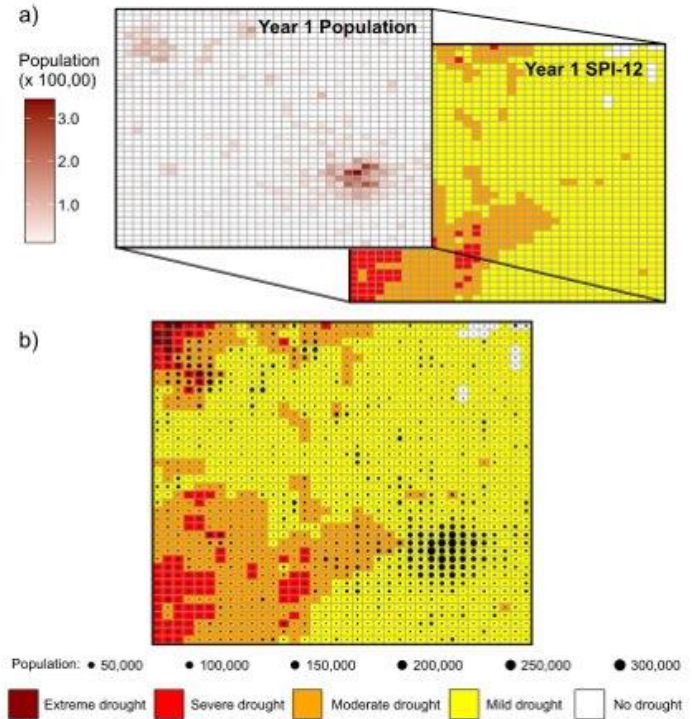 a)
Year 1 Population
Population
(x 100,00)
3.0
2.0
1.0
Year 1 SPI-12
b)
Population: 50,000 100,000 150,000 200,000 250,000 300,000
Extreme drought Severe drought Moderate drought Mild drought No drought